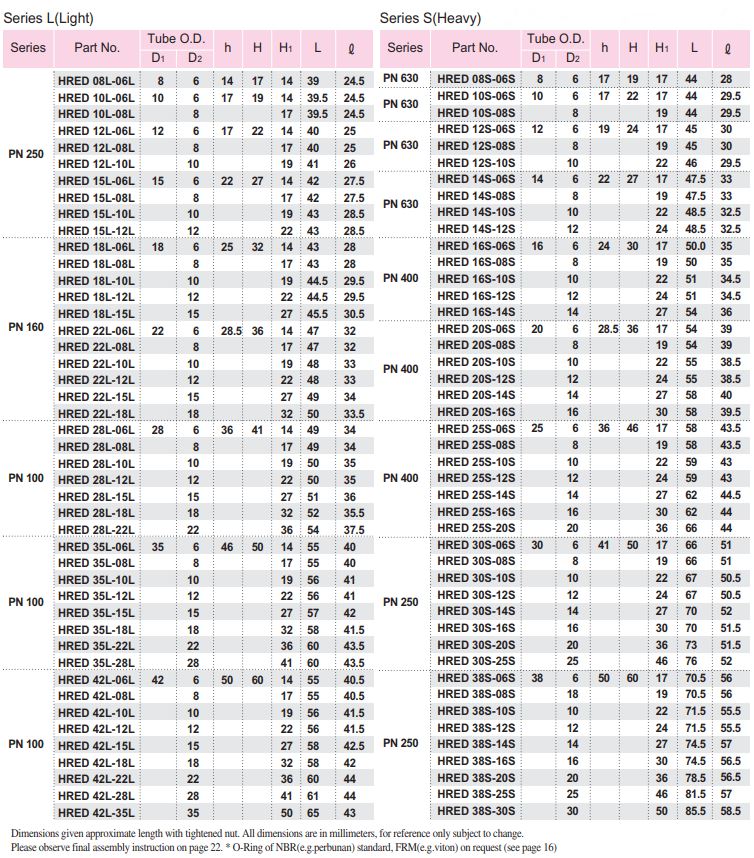 Series L(Light)
Series Part No. Tube O.D. h H H1 L ℓ
D1 D2
PN 250
HRED 08L-06L 8 6 14 17 14 39 24.5
HRED 10L-06L 10 6 17 19 14 39.5 24.5
HRED 10L-08L 8 17 39.5 24.5
HRED 12L-06L 12 6 17 22 14 40 25
HRED 12L-08L 8 17 40 25
HRED 12L-10L 10 19 41 26
HRED 15L-06L 15 6 22 27 14 42 27.5
HRED 15L-08L 8 17 42 27.5
HRED 15L-10L 10 19 43 28.5
HRED 15L-12L 12 22 43 28.5
PN 160
HRED 18L-06L 18 6 25 32 14 43 28
HRED 18L-08L 8 17 43 28
HRED 18L-10L 10 19 44.5 29.5
HRED 18L-12L 12 22 44.5 29.5
HRED 18L-15L 15 27 45.5 30.5
HRED 22L-06L 22 6 28.5 36 14 47 32
HRED 22L-08L 8 17 47 32
HRED 22L-10L 10 19 48 33
HRED 22L-12L 12 22 48 33
HRED 22L-15L 15 27 49 34
HRED 22L-18L 18 32 50 33.5
PN 100
HRED 28L-06L 28 6 36 41 14 49 34
HRED 28L-08L 8 17 49 34
HRED 28L-10L 10 19 50 35
HRED 28L-12L 12 22 50 35
HRED 28L-15L 15 27 51 36
HRED 28L-18L 18 32 52 35.5
HRED 28L-22L 22 36 54 37.5
PN 100
HRED 35L-06L 35 6 46 50 14 55 40
HRED 35L-08L 8 17 55 40
HRED 35L-10L 10 19 56 41
HRED 35L-12L 12 22 56 41
HRED 35L-15L 15 27 57 42
HRED 35L-18L 18 32 58 41.5
HRED 35L-22L 22 36 60 43.5
HRED 35L-28L 28 41 60 43.5
PN 100
HRED 42L-06L 42 6 50 60 14 55 40.5
HRED 42L-08L 8 17 55 40.5
HRED 42L-10L 10 19 56 41.5
HRED 42L-12L 12 22 56 41.5
HRED 42L-15L 15 27 58 42.5
HRED 42L-18L 18 32 58 42
HRED 42L-22L 22 36 60 44
HRED 42L-28L 28 41 61 44
HRED 42L-35L 35 50 65 43
Series S(Heavy)
Series Part No. Tube O.D. h H H1 L ℓ
D1 D2
PN 630
HRED 08S-06S 8 6 17 19 17 44 28
PN 630
HRED 10S-06S 10 6 17 22 17 44 29.5
HRED 10S-08S 8 19 44 29.5
PN 630
HRED 12S-06S 12 6 19 24 17 45 30
HRED 12S-08S 8 19 45 30
HRED 12S-10S 10 22 46 29.5
PN 630
HRED 14S-06S 14 6 22 27 17 47.5 33
HRED 14S-08S 8 19 47.5 33
HRED 14S-10S 10 22 48.5 32.5
HRED 14S-12S 12 24 48.5 32.5
PN 400
HRED 16S-06S 16 6 24 30 17 50.0 35
HRED 16S-08S 8 19 50 35
HRED 16S-10S 10 22 51 34.5
HRED 16S-12S 12 24 51 34.5
HRED 16S-14S 14 27 54 36
PN 400
HRED 20S-06S 20 6 28.5 36 17 54 39
HRED 20S-08S 8 19 54 39
HRED 20S-10S 10 22 55 38.5
HRED 20S-12S 12 24 55 38.5
HRED 20S-14S 14 27 58 40
HRED 20S-16S 16 30 58 39.5
PN 400
HRED 25S-06S 25 6 36 46 17 58 43.5
HRED 25S-08S 8 19 58 43.5
HRED 25S-10S 10 22 59 43
HRED 25S-12S 12 24 59 43
HRED 25S-14S 14 27 62 44.5
HRED 25S-16S 16 30 62 44
HRED 25S-20S 20 36 66 44
PN 250
HRED 30S-06S 30 6 41 50 17 66 51
HRED 30S-08S 8 19 66 51
HRED 30S-10S 10 22 67 50.5
HRED 30S-12S 12 24 67 50.5
HRED 30S-14S 14 27 70 52
HRED 30S-16S 16 30 70 51.5
HRED 30S-20S 20 36 73 51.5
HRED 30S-25S 25 46 76 52
PN 250
HRED 38S-06S 38 6 50 60 17 70.5 56
HRED 38S-08S 18 19 70.5 56
HRED 38S-10S 10 22 71.5 55.5
HRED 38S-12S 12 24 71.5 55.5
HRED 38S-14S 14 27 74.5 57
HRED 38S-16S 16 30 74.5 56.5
HRED 38S-20S 20 36 78.5 56.5
HRED 38S-25S 25 46 81.5 57
HRED 38S-30S 30 50 85.5 58.5
Dimensions given approximate length with tightened nut. All dimensions are in millimeters, for reference only subject to change.
Please observe final assembly instruction on page 22. * O-Ring of NBR(e.g.perbunan) standard, FRM(e.g.viton) on request (see page 16)